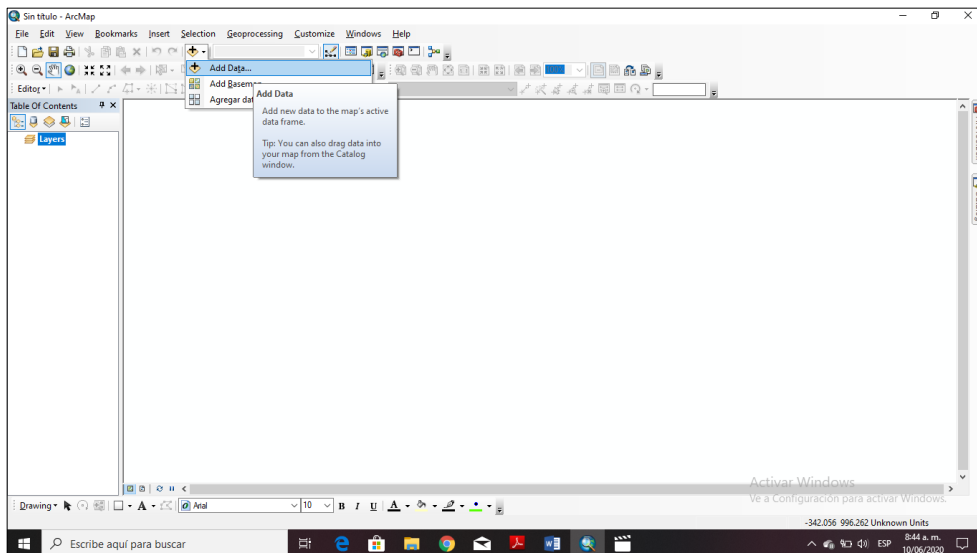 Sin título - ArcMap
File Edit View Bookmarks Insert Selection Geoprocessing Customize Windows Help
Add Data...
Editor
Add Basem
Agregar dat
Add Data
Add new data to the map's active
data frame.
Tip: You can also drag data into
your map from the Catalog
window.
Table Of Contents
Layers
Activar Windows
Ve a Configuración para activar Windows.
Drawing A Arial 10 B I U A
-342.056 996.262 Unknown Units
Escribe aquí para buscar
ESP
8:44 a. m.
10/06/2020